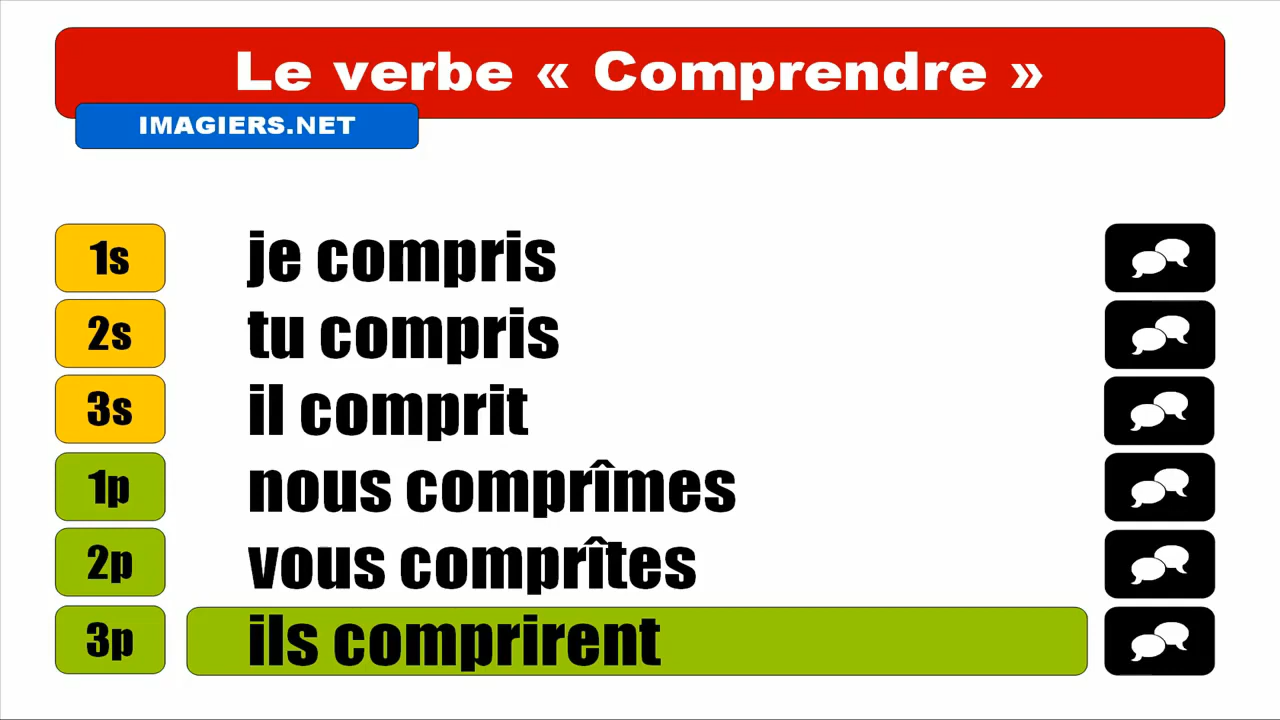 Le verbe « Comprendre »
IMAGIERS.NET
1s je compris
2s tu compris
3s il comprit
1p nous comprîmes
2p vous comprîtes
3p ils comprirent